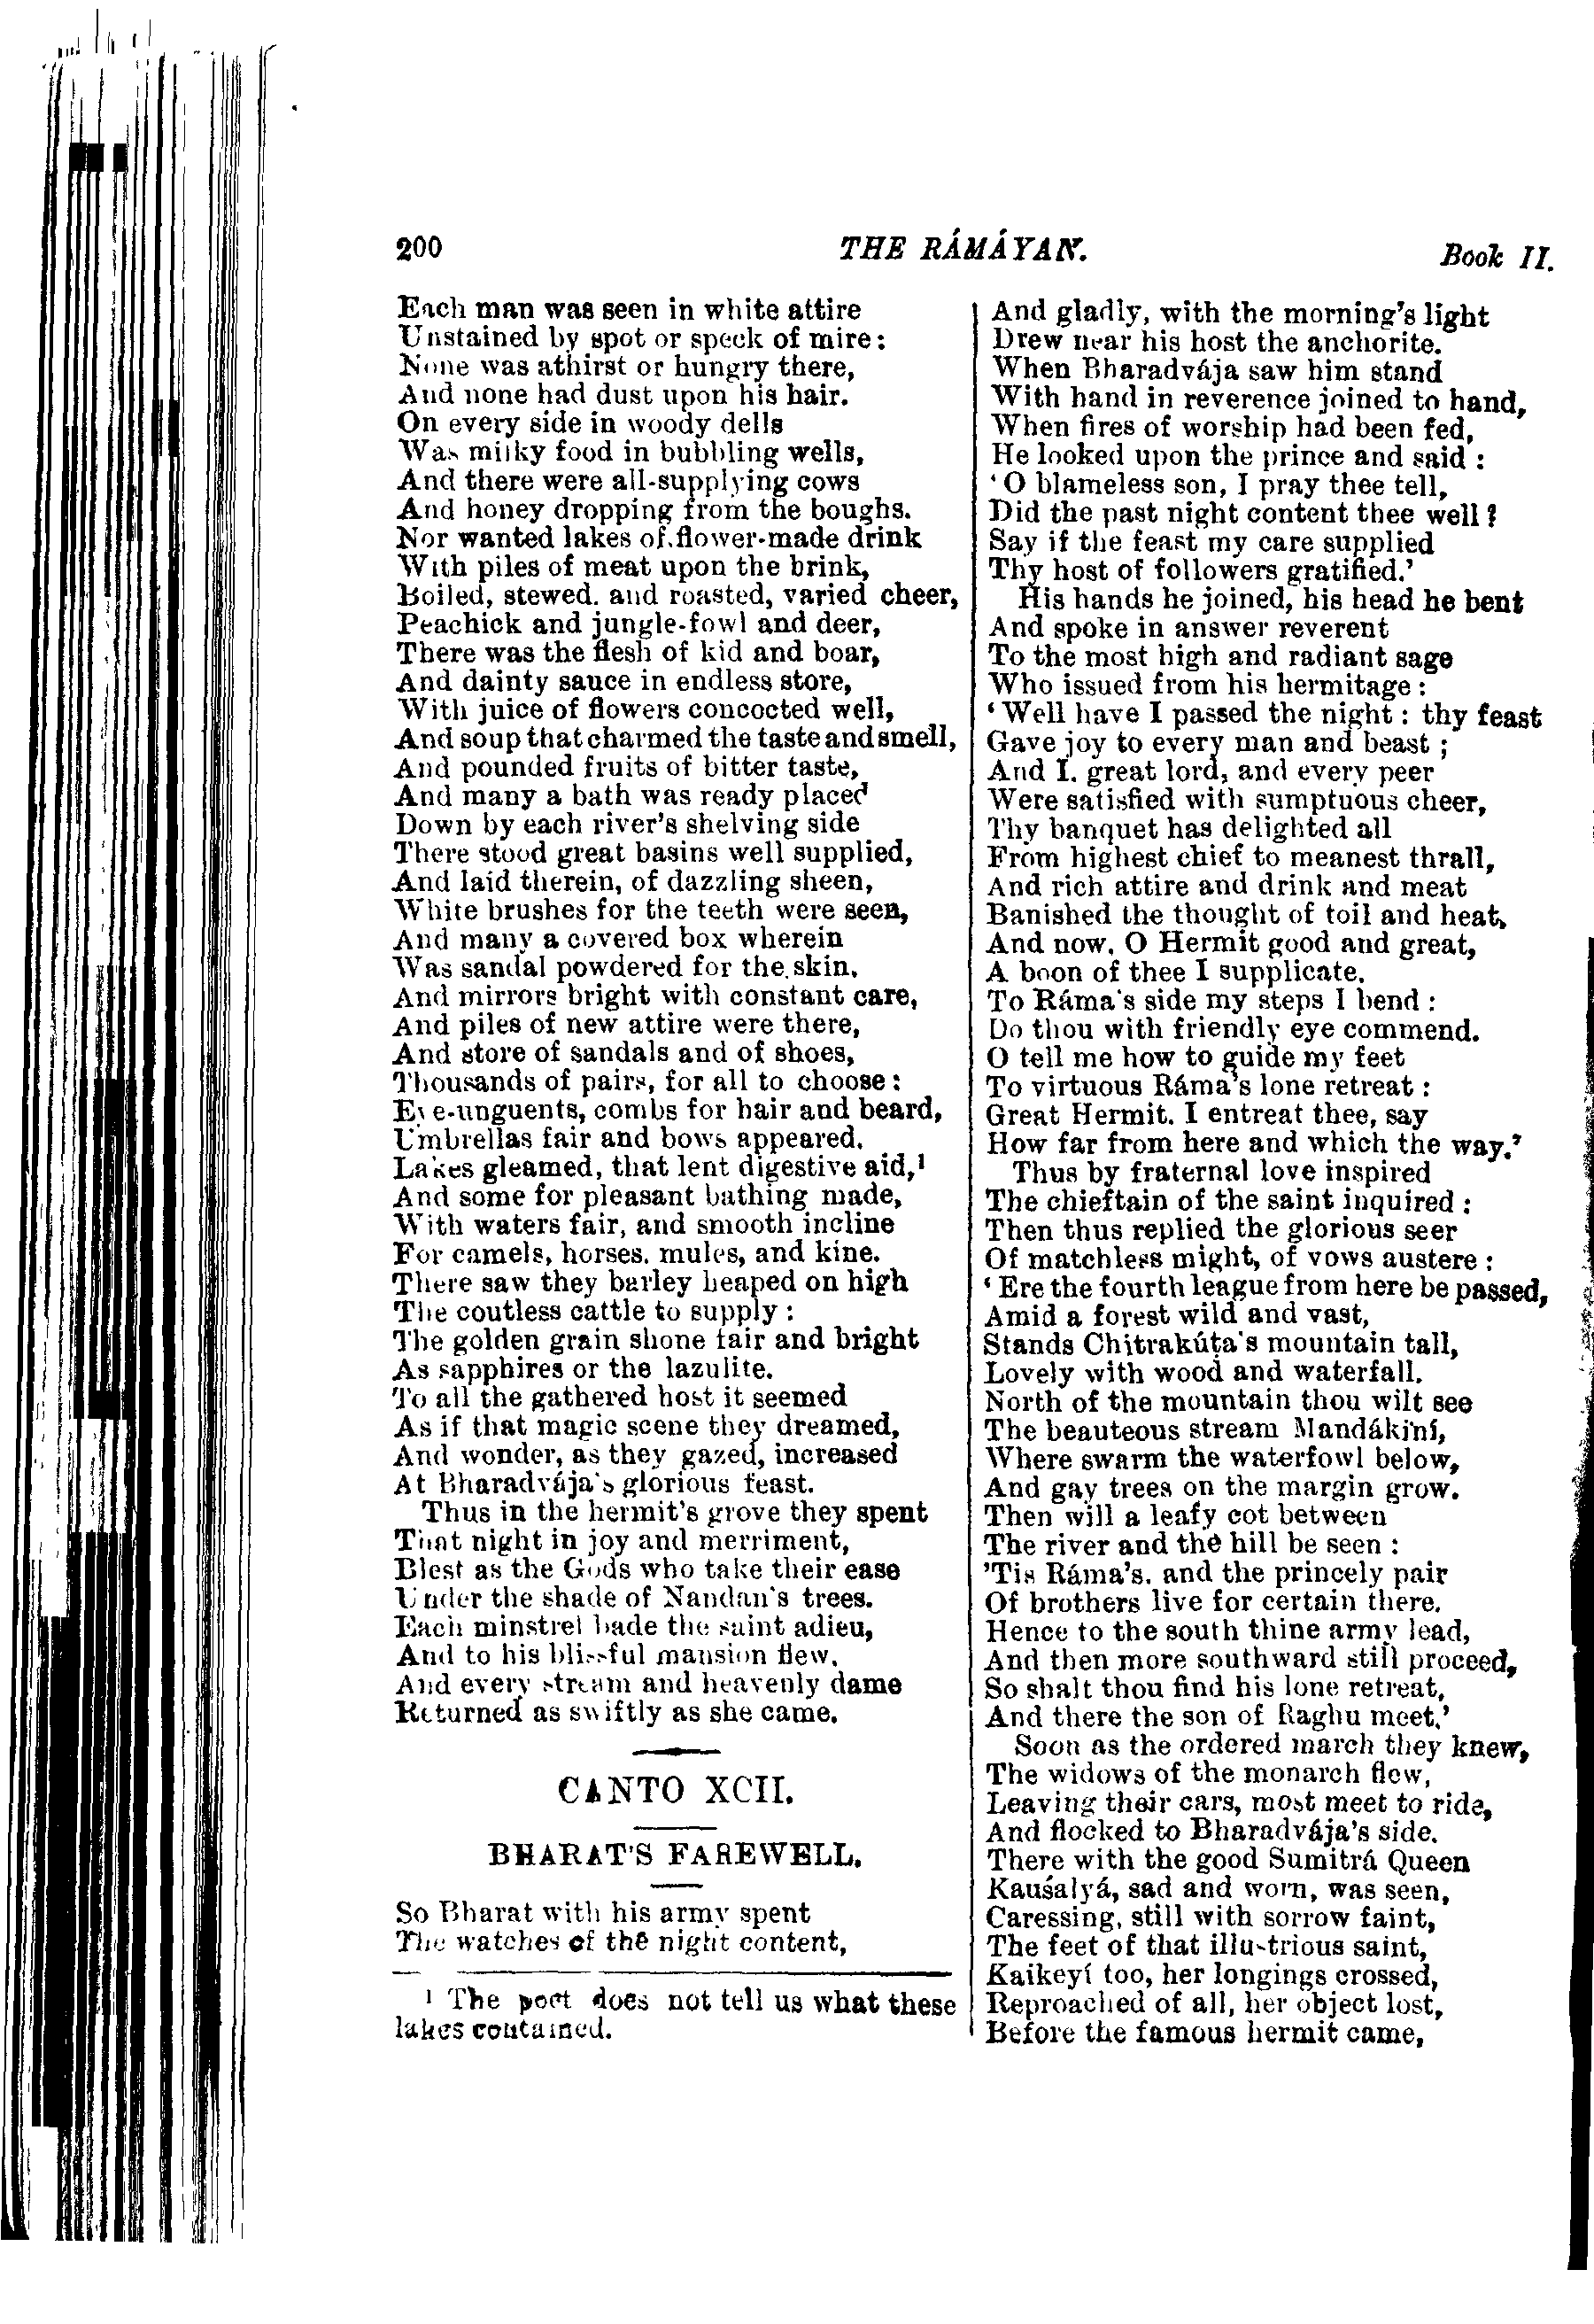 200 THE RÁMÁYAN. Book II.
Each man was seen in white attire
Unstained by spot or speck of mire:
None was athirst or hungry there,
And none had dust upon his hair.
On every side in woody dells
Was milky food in bubbling wells,
And there were all-supplying cows
And honey dropping from the boughs.
Nor wanted lakes of flower-made drink
With piles of meat upon the brink,
Boiled, stewed, and roasted, varied cheer,
Peachick and jungle-fowl and deer,
There was the flesh of kid and boar,
And dainty sauce in endless store,
With juice of flowers concocted well,
And soup that charmed the taste and smell,
And pounded fruits of bitter taste,
And many a bath was ready placed
Down by each river's shelving side
There stood great basins well supplied,
And laid therein, of dazzling sheen,
White brushes for the teeth were seen,
And many a covered box wherein
Was sandal powdered for the skin,
And mirrors bright with constant care,
And piles of new attire were there,
And store of sandals and of shoes,
Thousands of pairs, for all to choose:
Eye-unguents, combs for hair and beard,
Umbrellas fair and bows appeared.
Lakes gleamed, that lent digestive aid,¹
And some for pleasant bathing made,
With waters fair, and smooth incline
For camels, horses, mules, and kine.
There saw they barley heaped on high
The coutless cattle to supply:
The golden grain shone fair and bright
As sapphires or the lazulite.
To all the gathered host it seemed
As if that magic scene they dreamed,
And wonder, as they gazed, increased
At Bharadvája's glorious feast.
Thus in the hermit's grove they spent
That night in joy and merriment,
Blest as the Gods who take their ease
Under the shade of Nandan's trees.
Each minstrel bade the saint adieu,
And to his blissful mansion flew,
And every stream and heavenly dame
Returned as swiftly as she came.
CANTO XCII.
BHARAT'S FAREWELL.
So Bharat with his army spent
The watches of the night content,
¹ The poet does not tell us what these
lakes contained.
And gladly, with the morning's light
Drew near his host the anchorite.
When Bharadvája saw him stand
With hand in reverence joined to hand,
When fires of worship had been fed,
He looked upon the prince and said:
'O blameless son, I pray thee tell,
Did the past night content thee well?
Say if the feast my care supplied
Thy host of followers gratified.'
His hands he joined, his head he bent
And spoke in answer reverent
To the most high and radiant sage
Who issued from his hermitage:
'Well have I passed the night: thy feast
Gave joy to every man and beast;
And I, great lord, and every peer
Were satisfied with sumptuous cheer,
Thy banquet has delighted all
From highest chief to meanest thrall,
And rich attire and drink and meat
Banished the thought of toil and heat,
And now, O Hermit good and great,
A boon of thee I supplicate.
To Ráma's side my steps I bend:
Do thou with friendly eye commend.
O tell me how to guide my feet
To virtuous Ráma's lone retreat:
Great Hermit, I entreat thee, say
How far from here and which the way.'
Thus by fraternal love inspired
The chieftain of the saint inquired:
Then thus replied the glorious seer
Of matchless might, of vows austere:
'Ere the fourth league from here be passed,
Amid a forest wild and vast,
Stands Chitrakúṭa's mountain tall,
Lovely with wood and waterfall.
North of the mountain thou wilt see
The beauteous stream Mandákiní,
Where swarm the waterfowl below,
And gay trees on the margin grow.
Then will a leafy cot between
The river and the hill be seen:
'Tis Ráma's, and the princely pair
Of brothers live for certain there.
Hence to the south thine army lead,
And then more southward still proceed,
So shalt thou find his lone retreat,
And there the son of Raghu meet.'
Soon as the ordered march they knew,
The widows of the monarch flew,
Leaving their cars, most meet to ride,
And flocked to Bharadvája's side.
There with the good Sumitrá Queen
Kauśalyá, sad and worn, was seen,
Caressing, still with sorrow faint,
The feet of that illustrious saint,
Kaikeyí too, her longings crossed,
Reproached of all, her object lost,
Before the famous hermit came,